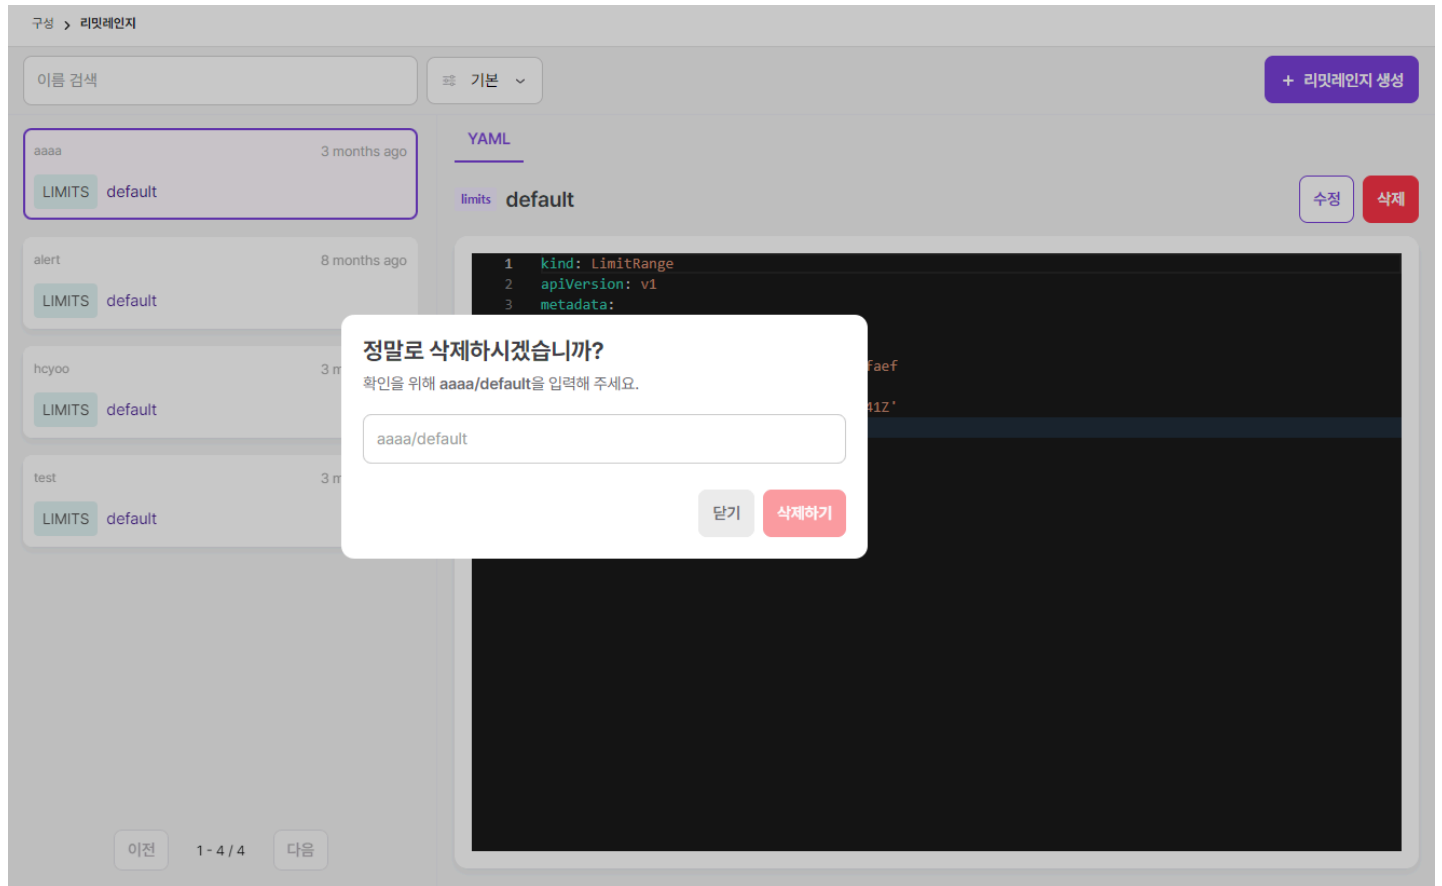 구성 > 리밋레인지
이름 검색
기본
+ 리밋레인지 생성
aaaa 3 months ago
LIMITS default
alert 8 months ago
LIMITS default
hcyoo 3 m
LIMITS default
test 3 m
LIMITS default
이전 1 - 4 / 4 다음
YAML
limits default
수정 삭제
1 kind: LimitRange
2 apiVersion: v1
3 metadata:
faef
41Z'
정말로 삭제하시겠습니까?
확인을 위해 aaaa/default을 입력해 주세요.
aaaa/default
닫기 삭제하기